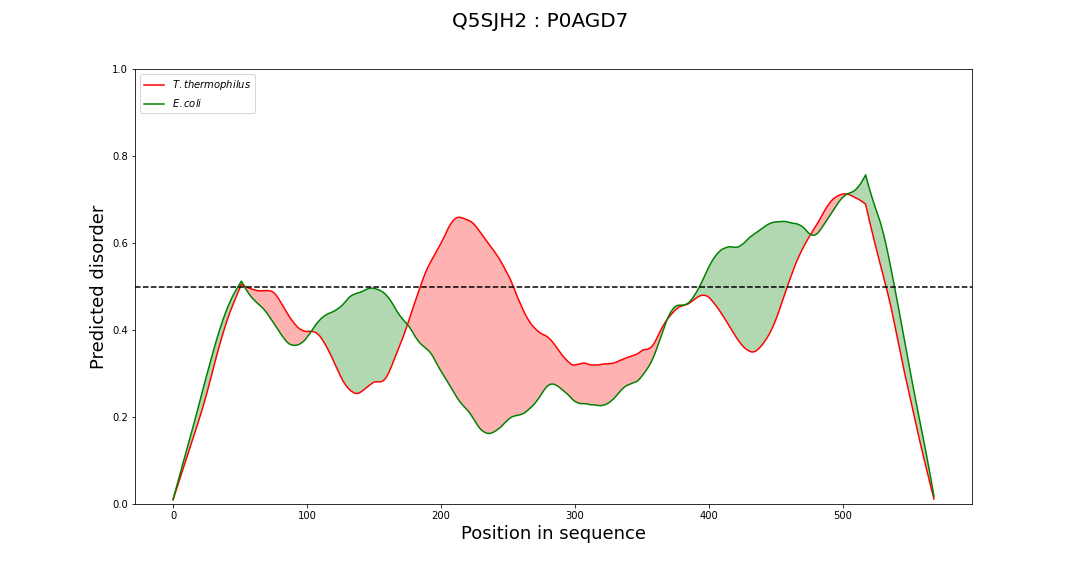 Q5SJH2 : P0AGD7
1.0
0.8
0.6
0.4
0.2
0.0
T. thermophilus
E. coli
Predicted disorder
0 100 200 300 400 500
Position in sequence